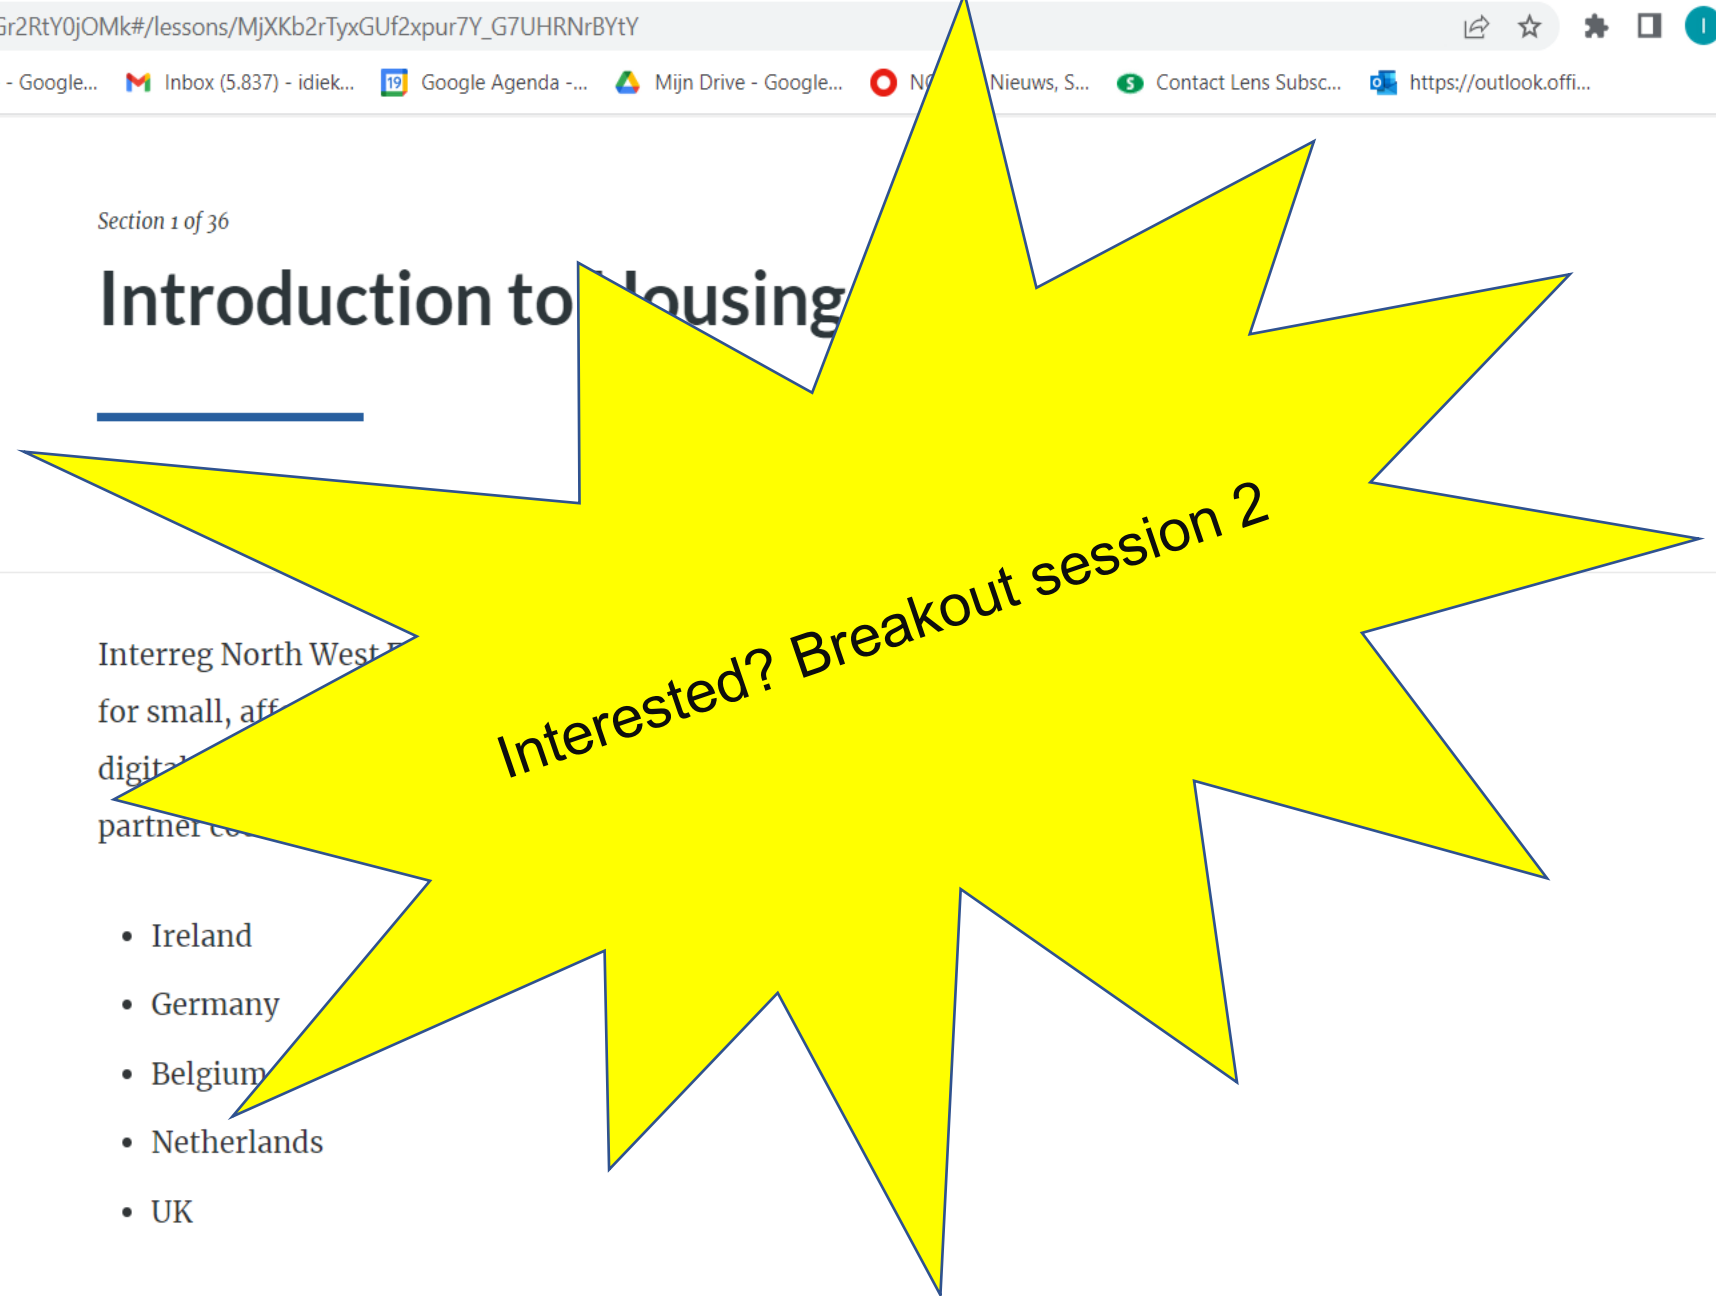 Gr2RtY0jOMk#/lessons/MjXKb2rTyxGUf2xpur7Y_G7UHRNrBYtY
- Google... Inbox (5.837) - idiek... 19 Google Agenda -... Mijn Drive - Google... Nieuws, S... S Contact Lens Subsc... https://outlook.offi...
I
Section 1 of 36
Introduction to Housing
Interested? Breakout session 2
Interreg North West
for small,
partner
• Ireland
• Germany
• Belgium
• Netherlands
• UK